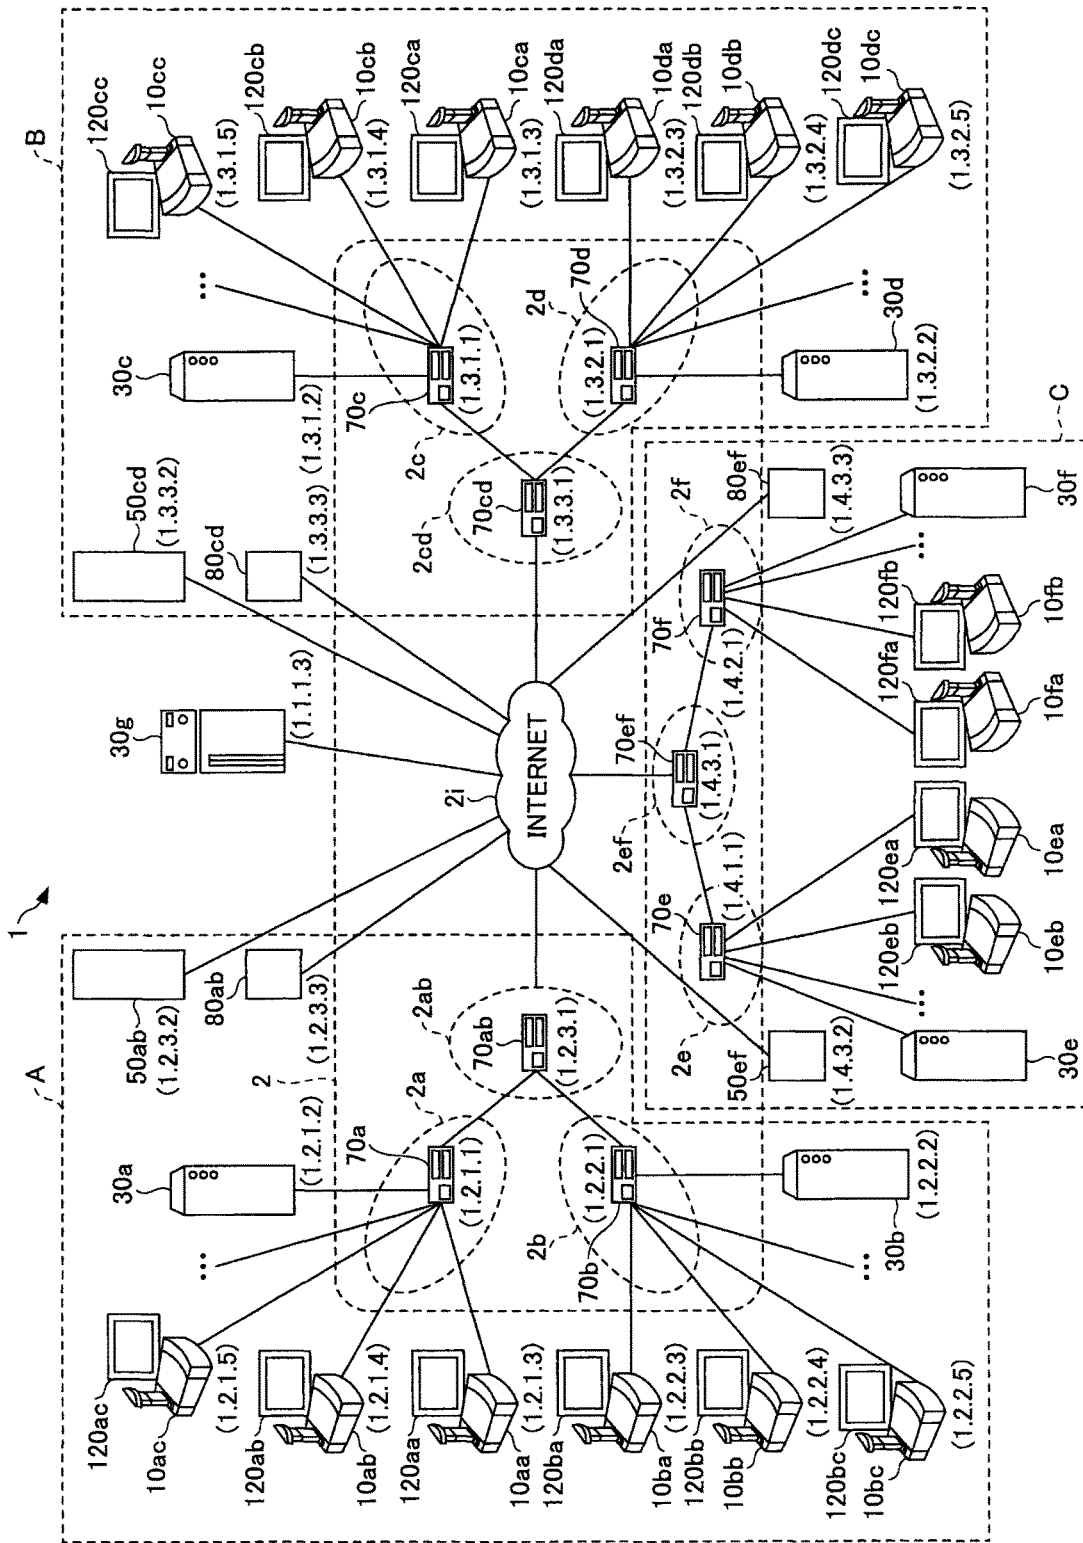 1
A
B
C
50ab
(1.2.3.2)
80ab
(1.2.3.3)
30g
(1.1.1.3)
50cd
(1.3.3.2)
80cd
(1.3.3.3)
120ac
10ac
(1.2.1.5)
...
30a
(1.2.1.2)
2
30c
(1.3.1.2)
...
120cc
10cc
(1.3.1.5)
120ab
10ab
(1.2.1.4)
120aa
10aa
(1.2.1.3)
70a
2a
(1.2.1.1)
2ab
70ab
(1.2.3.1)
INTERNET
2i
2cd
70cd
(1.3.3.1)
2c
70c
(1.3.1.1)
120cb
10cb
(1.3.1.4)
120ca
10ca
(1.3.1.3)
120ba
10ba
(1.2.2.3)
120bb
10bb
(1.2.2.4)
120bc
10bc
(1.2.2.5)
2b
70b
(1.2.2.1)
...
30b
(1.2.2.2)
2d
70d
(1.3.2.1)
120da
10da
(1.3.2.3)
120db
10db
(1.3.2.4)
120dc
10dc
(1.3.2.5)
...
30d
(1.3.2.2)
50ef
(1.4.3.2)
2e
70e
(1.4.1.1)
2ef
70ef
(1.4.3.1)
70f
(1.4.2.1)
2f
80ef
(1.4.3.3)
30e
...
120eb
10eb
120ea
10ea
120fa
10fa
120fb
10fb
...
30f